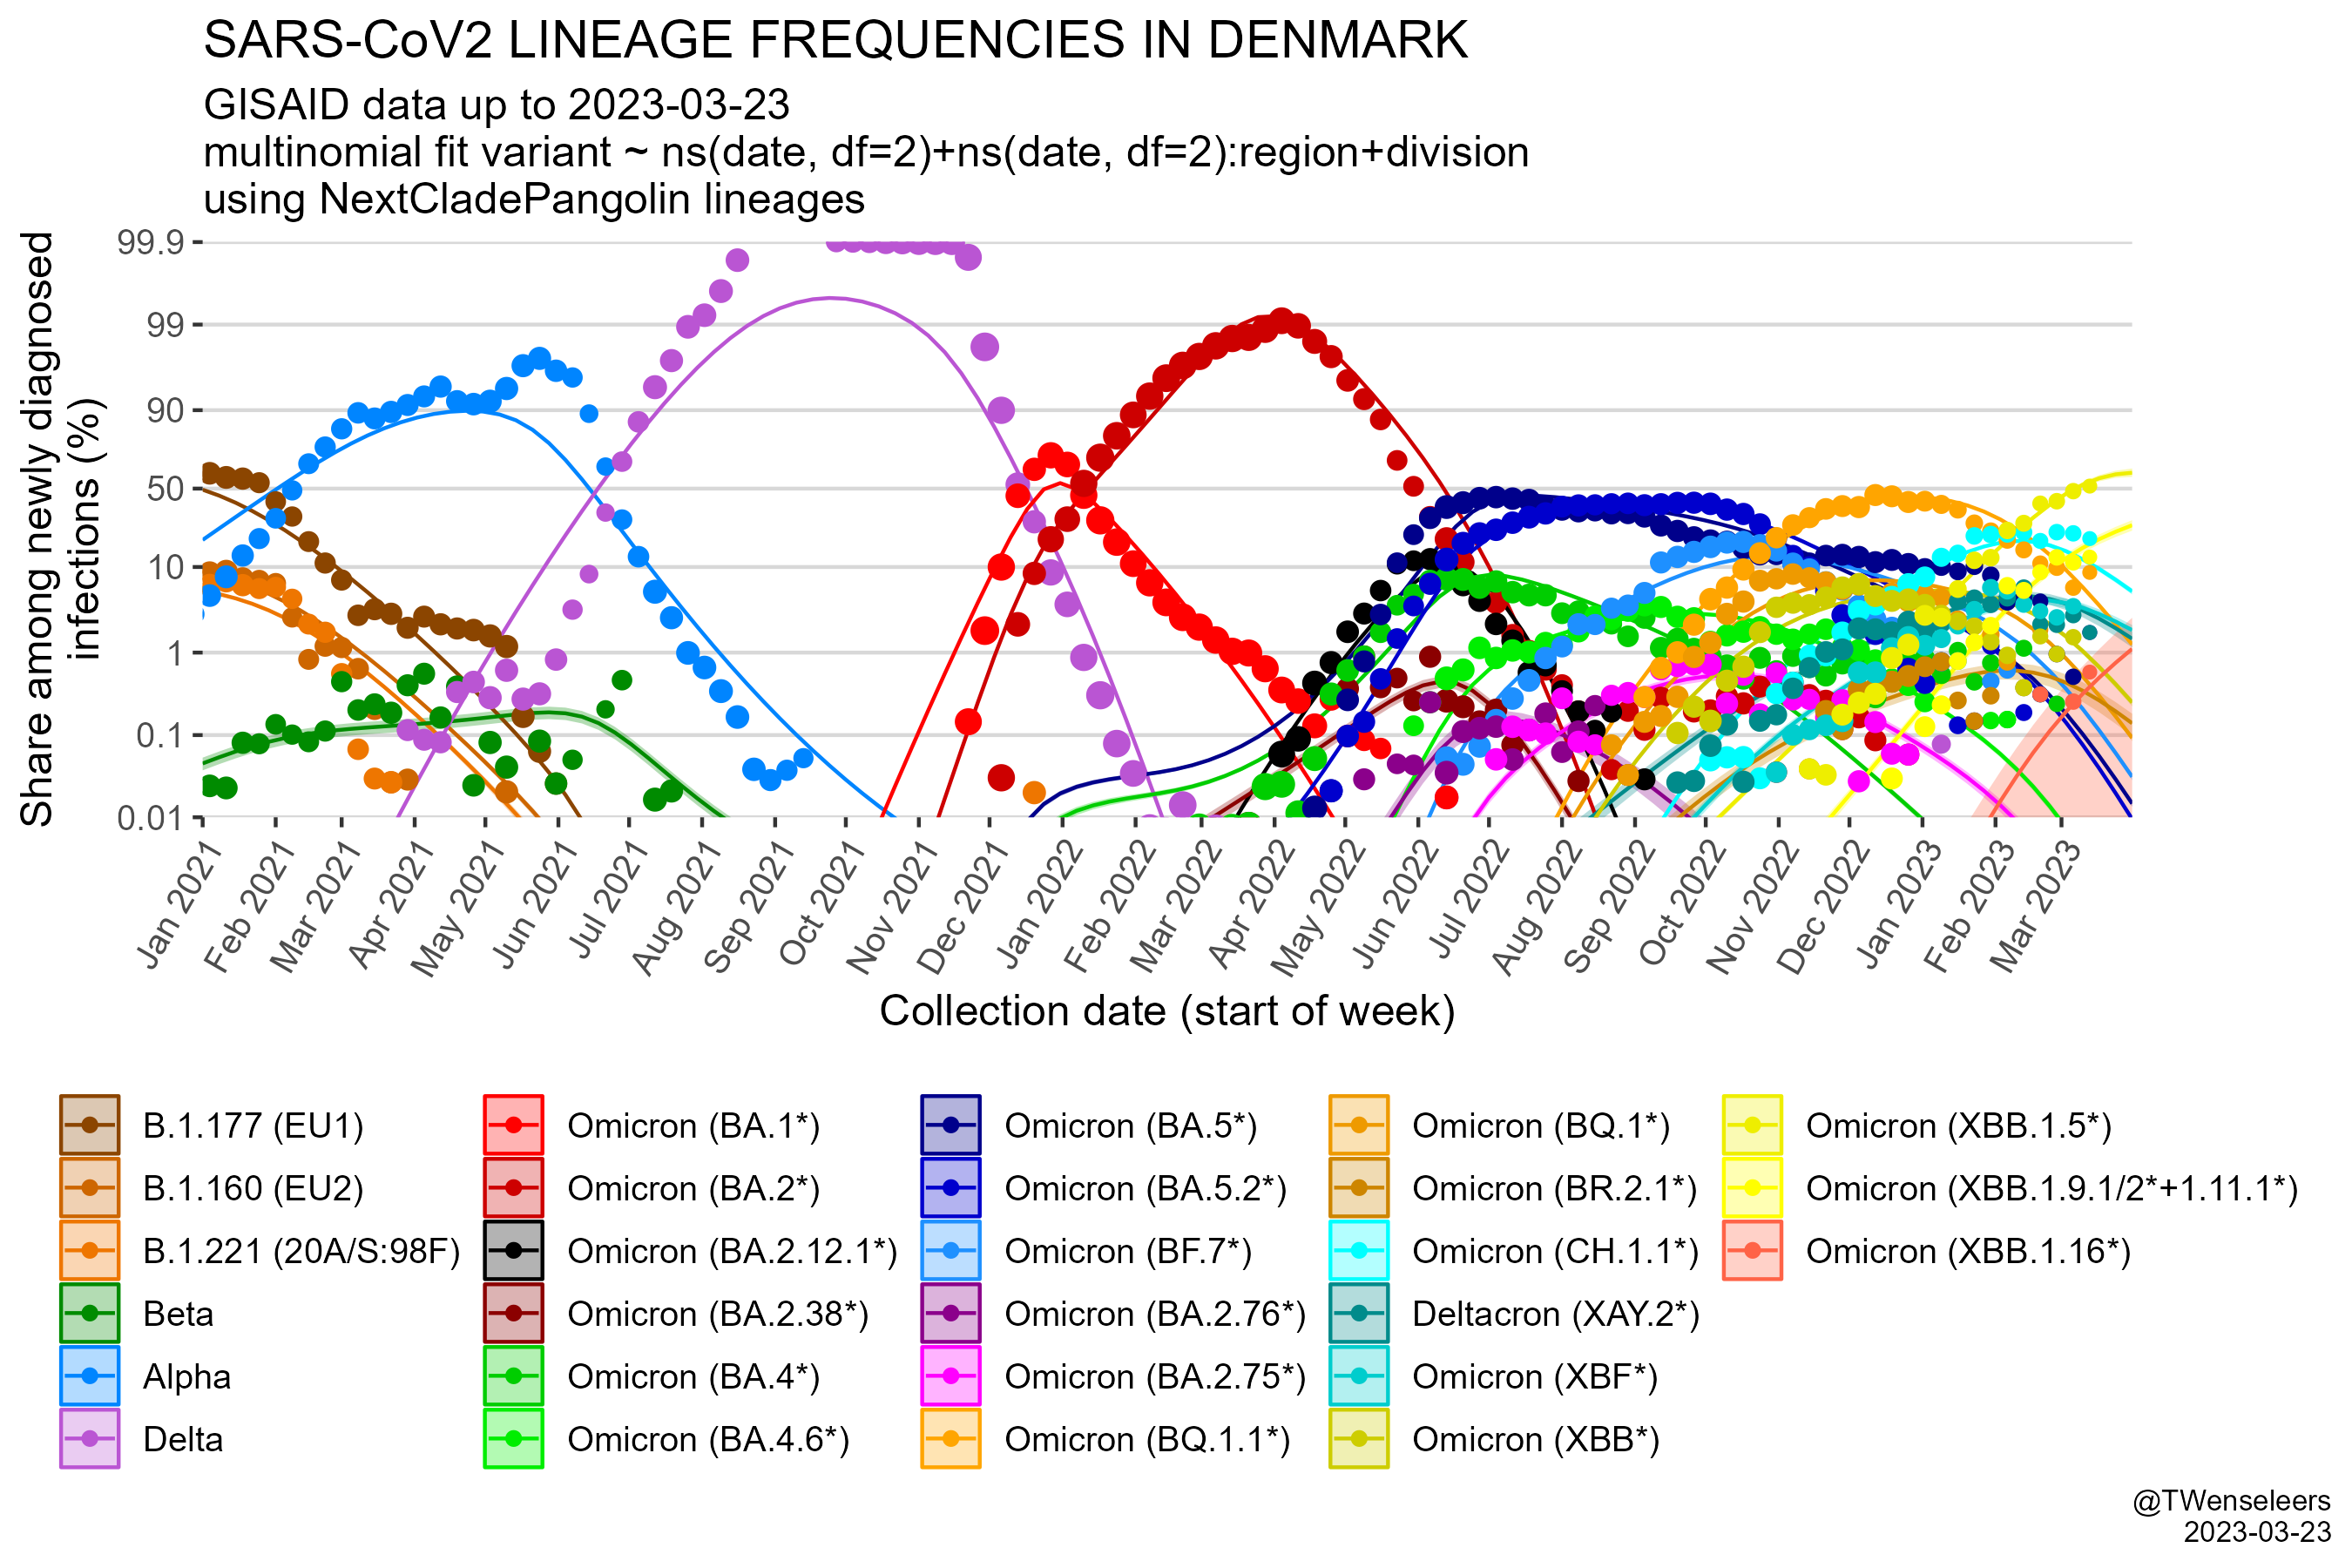 SARS-CoV2 LINEAGE FREQUENCIES IN DENMARK
GISAID data up to 2023-03-23
multinomial fit variant ~ ns(date, df=2)+ns(date, df=2):region+division
using NextCladePangolin lineages
Share among newly diagnosed
infections (%)
99.9
99
90
50
10
1
0.1
0.01
Jan 2021
Feb 2021
Mar 2021
Apr 2021
May 2021
Jun 2021
Jul 2021
Aug 2021
Sep 2021
Oct 2021
Nov 2021
Dec 2021
Jan 2022
Feb 2022
Mar 2022
Apr 2022
May 2022
Jun 2022
Jul 2022
Aug 2022
Sep 2022
Oct 2022
Nov 2022
Dec 2022
Jan 2023
Feb 2023
Mar 2023
Collection date (start of week)
B.1.177 (EU1)
B.1.160 (EU2)
B.1.221 (20A/S:98F)
Beta
Alpha
Delta
Omicron (BA.1*)
Omicron (BA.2*)
Omicron (BA.2.12.1*)
Omicron (BA.2.38*)
Omicron (BA.4*)
Omicron (BA.4.6*)
Omicron (BA.5*)
Omicron (BA.5.2*)
Omicron (BF.7*)
Omicron (BA.2.76*)
Omicron (BA.2.75*)
Omicron (BQ.1.1*)
Omicron (BQ.1*)
Omicron (BR.2.1*)
Omicron (CH.1.1*)
Deltacron (XAY.2*)
Omicron (XBF*)
Omicron (XBB*)
Omicron (XBB.1.5*)
Omicron (XBB.1.9.1/2*+1.11.1*)
Omicron (XBB.1.16*)
@TWenseleers
2023-03-23